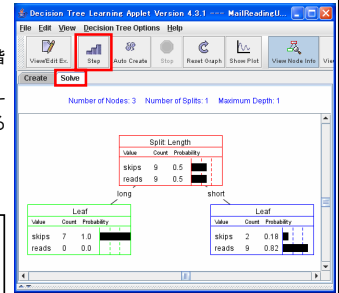 Decision Tree Learning Applet Version 4.3.1 --- MailReadingU...
File Edit View Decision Tree Options Help
View/Edit Ex. Step Auto Create Stop Reset Graph Show Plot View Node Info
Create Solve
Number of Nodes: 3 Number of Splits: 1 Maximum Depth: 1
Split: Length
Value Count Probability
skips 9 0.5
reads 9 0.5
long short
Leaf
Value Count Probability
skips 7 1.0
reads 0 0.0
Leaf
Value Count Probability
skips 2 0.18
reads 9 0.82